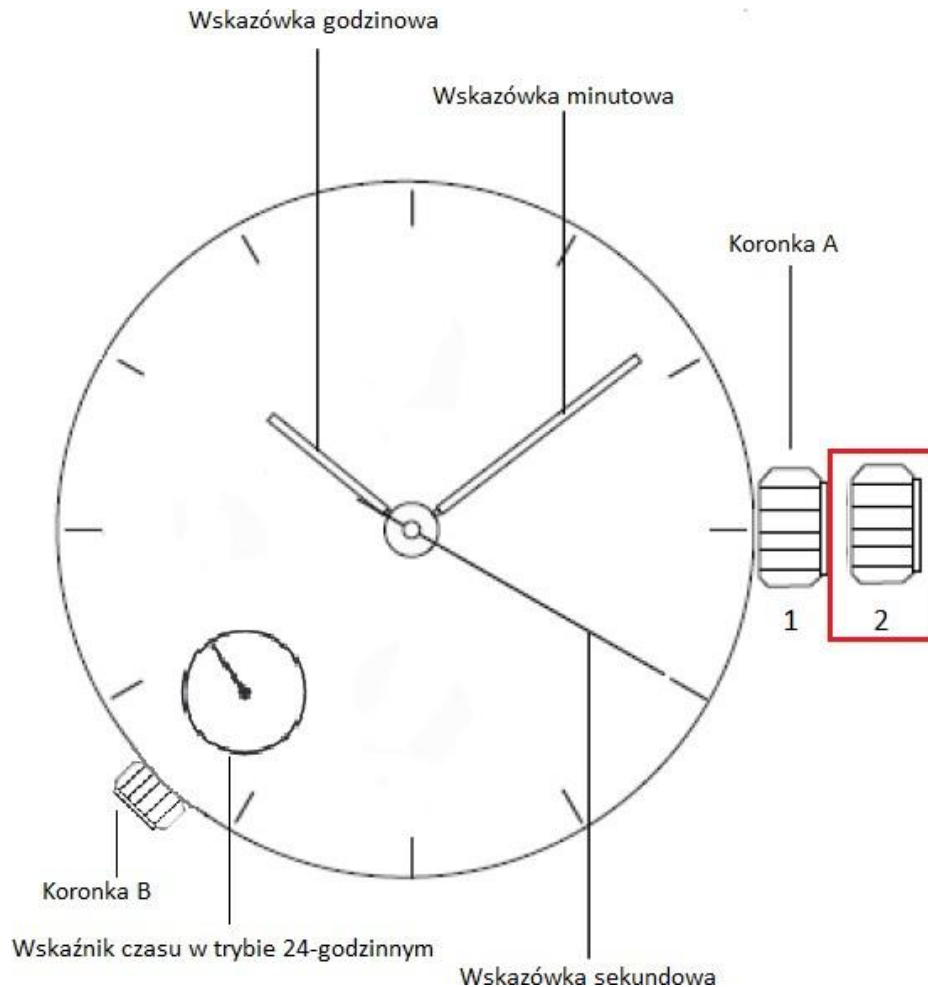 Wskazówka godzinowa
Wskazówka minutowa
Koronka A
1
2
Koronka B
Wskaźnik czasu w trybie 24-godzinnym
Wskazówka sekundowa